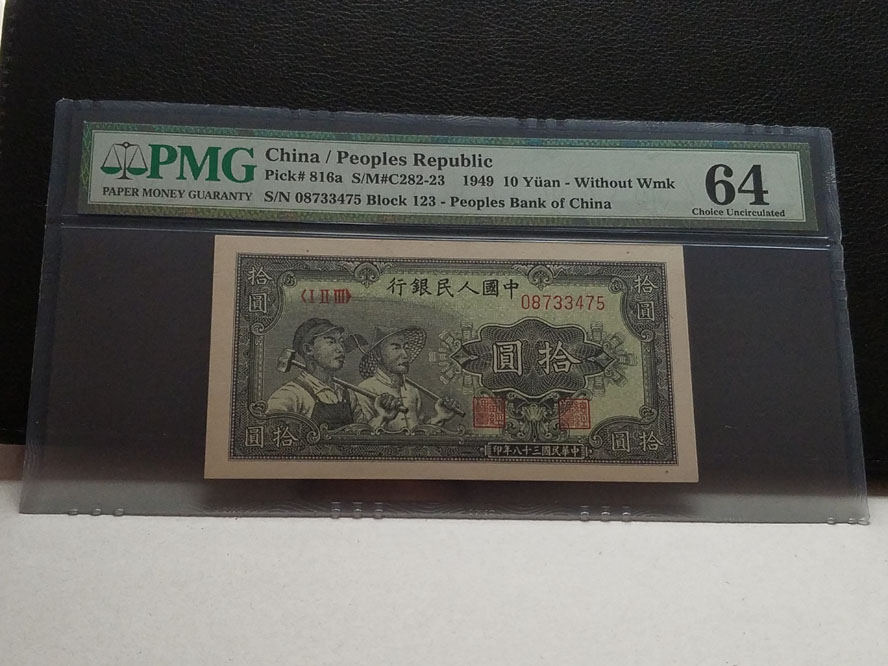 PMG
PAPER MONEY GUARANTY
China / Peoples Republic
Pick# 816a S/M#C282-23 1949 10 Yüan - Without Wmk
S/N 08733475 Block 123 - Peoples Bank of China
64
Choice Uncirculated
拾圓
拾圓
〈I II III〉
行銀民人國中
08733475
圓拾
圓拾
圓拾
印年八十三國民華中